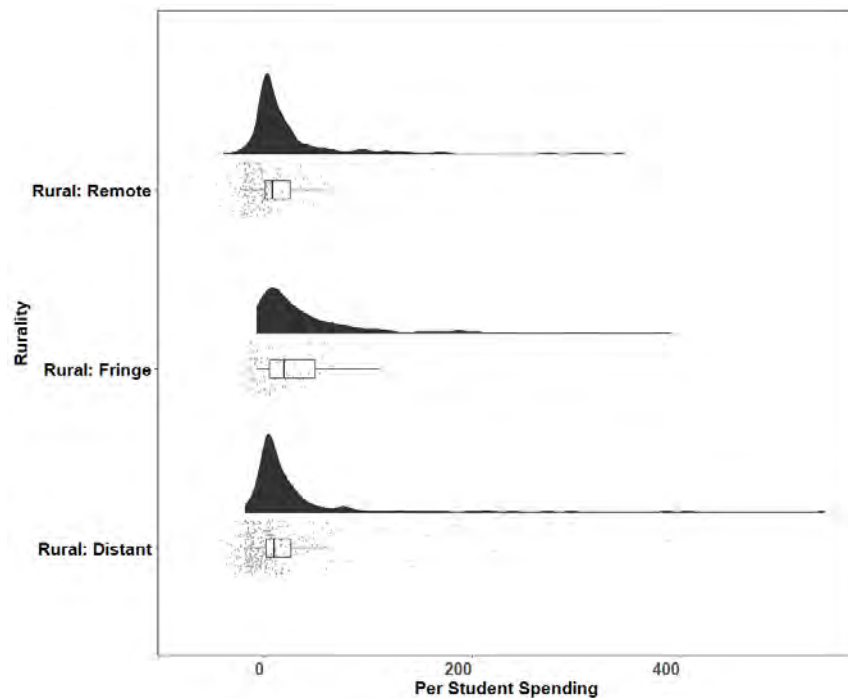 Rural: Remote
Rurality
Rural: Fringe
Rural: Distant
0 200 400
Per Student Spending